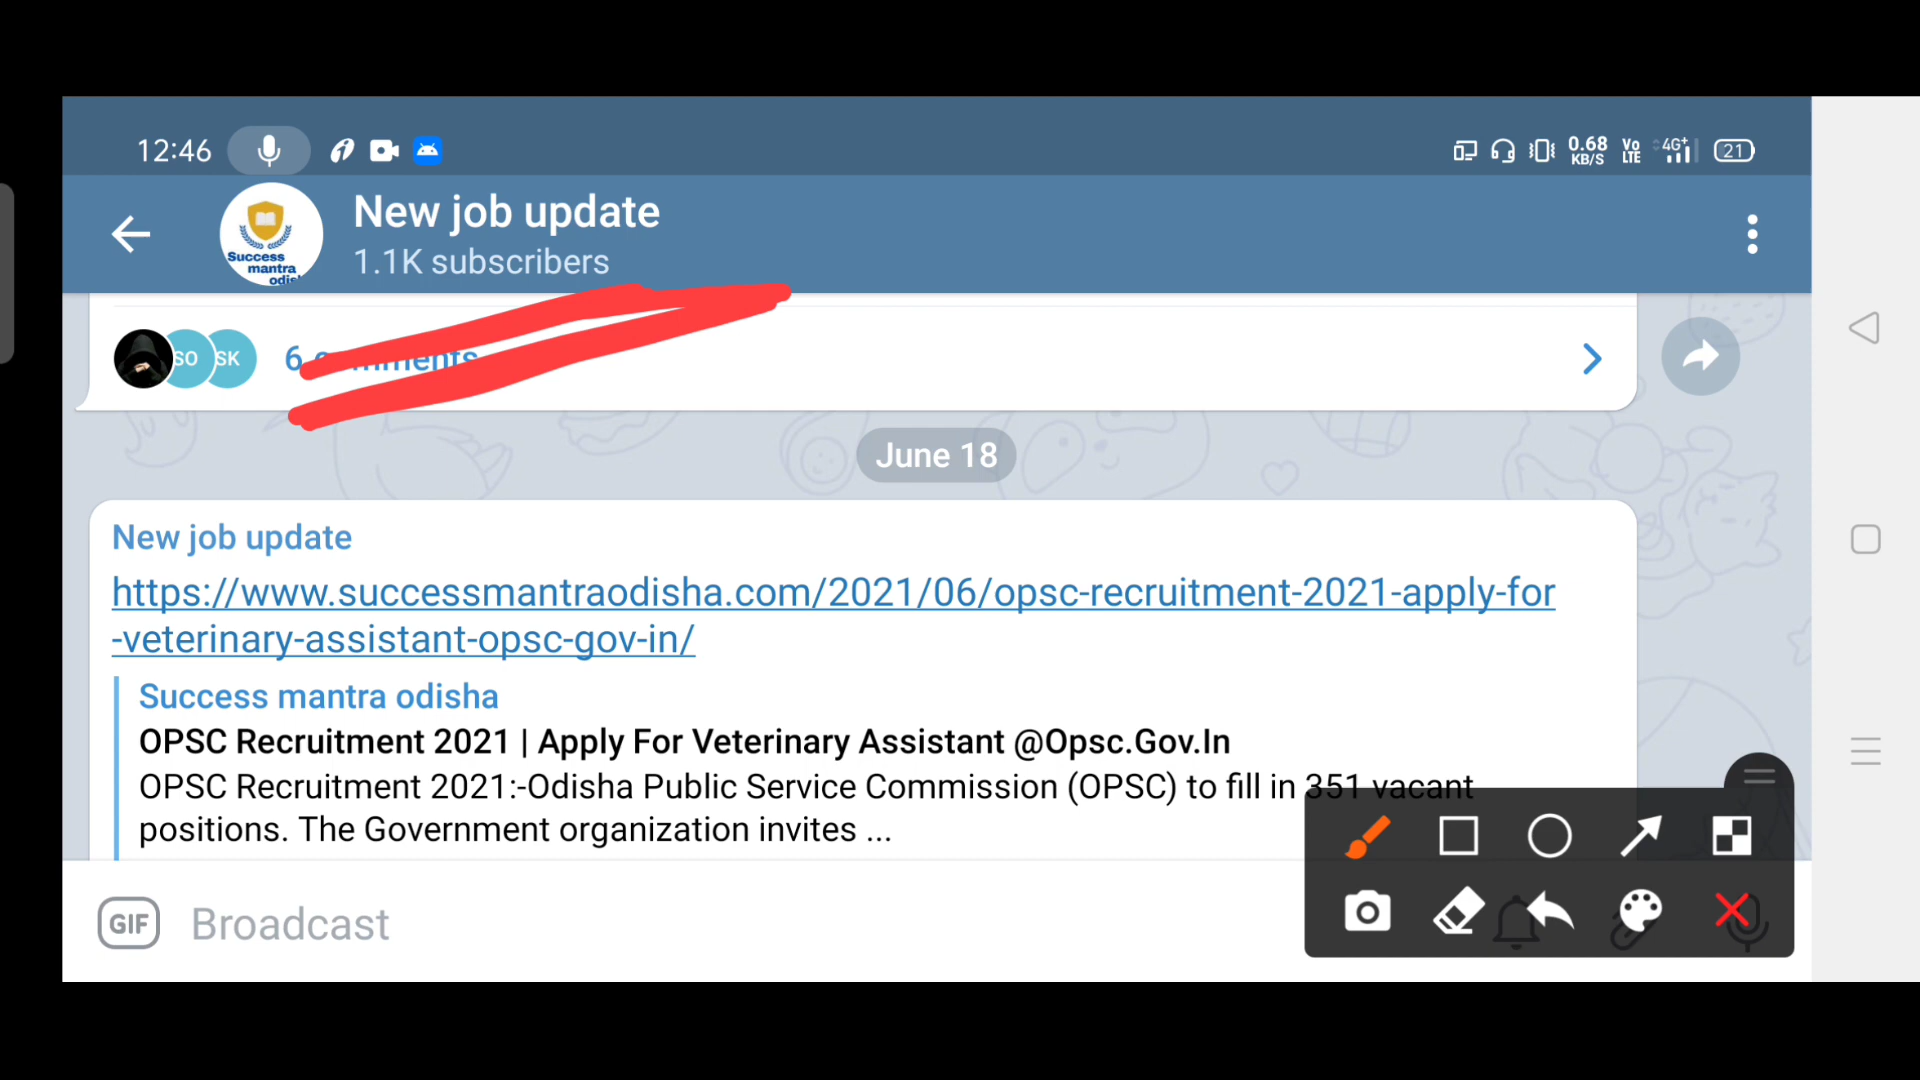 12:46
0.68
KB/S
Vo
LTE
4G+
21
New job update
1.1K subscribers
Success
mantra
SO
SK
6 comments
June 18
New job update
https://www.successmantraodisha.com/2021/06/opsc-recruitment-2021-apply-for
-veterinary-assistant-opsc-gov-in/
Success mantra odisha
OPSC Recruitment 2021 | Apply For Veterinary Assistant @Opsc.Gov.In
OPSC Recruitment 2021:-Odisha Public Service Commission (OPSC) to fill in 351 vacant
positions. The Government organization invites ...
GIF
Broadcast